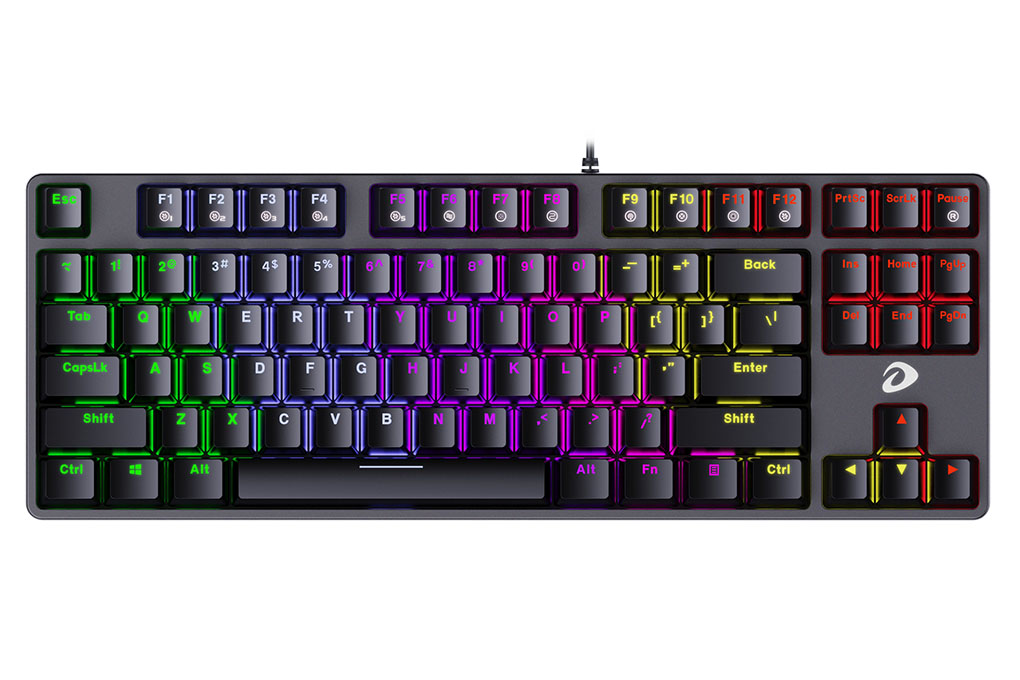 Esc F1 F2 F3 F4 F5 F6 F7 F8 F9 F10 F11 F12 PrtSc ScrLk Pause
~ 1! 2@ 3# 4$ 5% 6^ 7& 8* 9( 0) -_ =+ Back Ins Home PgUp
Tab Q W E R T Y U I O P [{ ]} \| Del End PgDn
CapsLk A S D F G H J K L ;: '" Enter
Shift Z X C V B N M ,< .> /? Shift
Ctrl Alt Alt Fn Ctrl